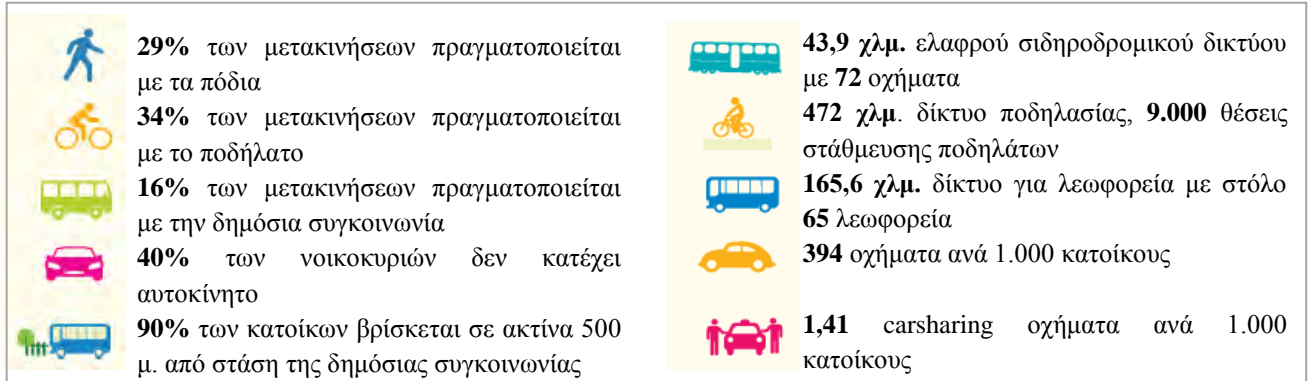 29% των μετακινήσεων πραγματοποιείται
με τα πόδια
34% των μετακινήσεων πραγματοποιείται
με το ποδήλατο
16% των μετακινήσεων πραγματοποιείται
με την δημόσια συγκοινωνία
40% των νοικοκυριών δεν κατέχει
αυτοκίνητο
90% των κατοίκων βρίσκεται σε ακτίνα 500
μ. από στάση της δημόσιας συγκοινωνίας
43,9 χλμ. ελαφρού σιδηροδρομικού δικτύου
με 72 οχήματα
472 χλμ. δίκτυο ποδηλασίας, 9.000 θέσεις
στάθμευσης ποδηλάτων
165,6 χλμ. δίκτυο για λεωφορεία με στόλο
65 λεωφορεία
394 οχήματα ανά 1.000 κατοίκους
1,41 carsharing οχήματα ανά 1.000
κατοίκους